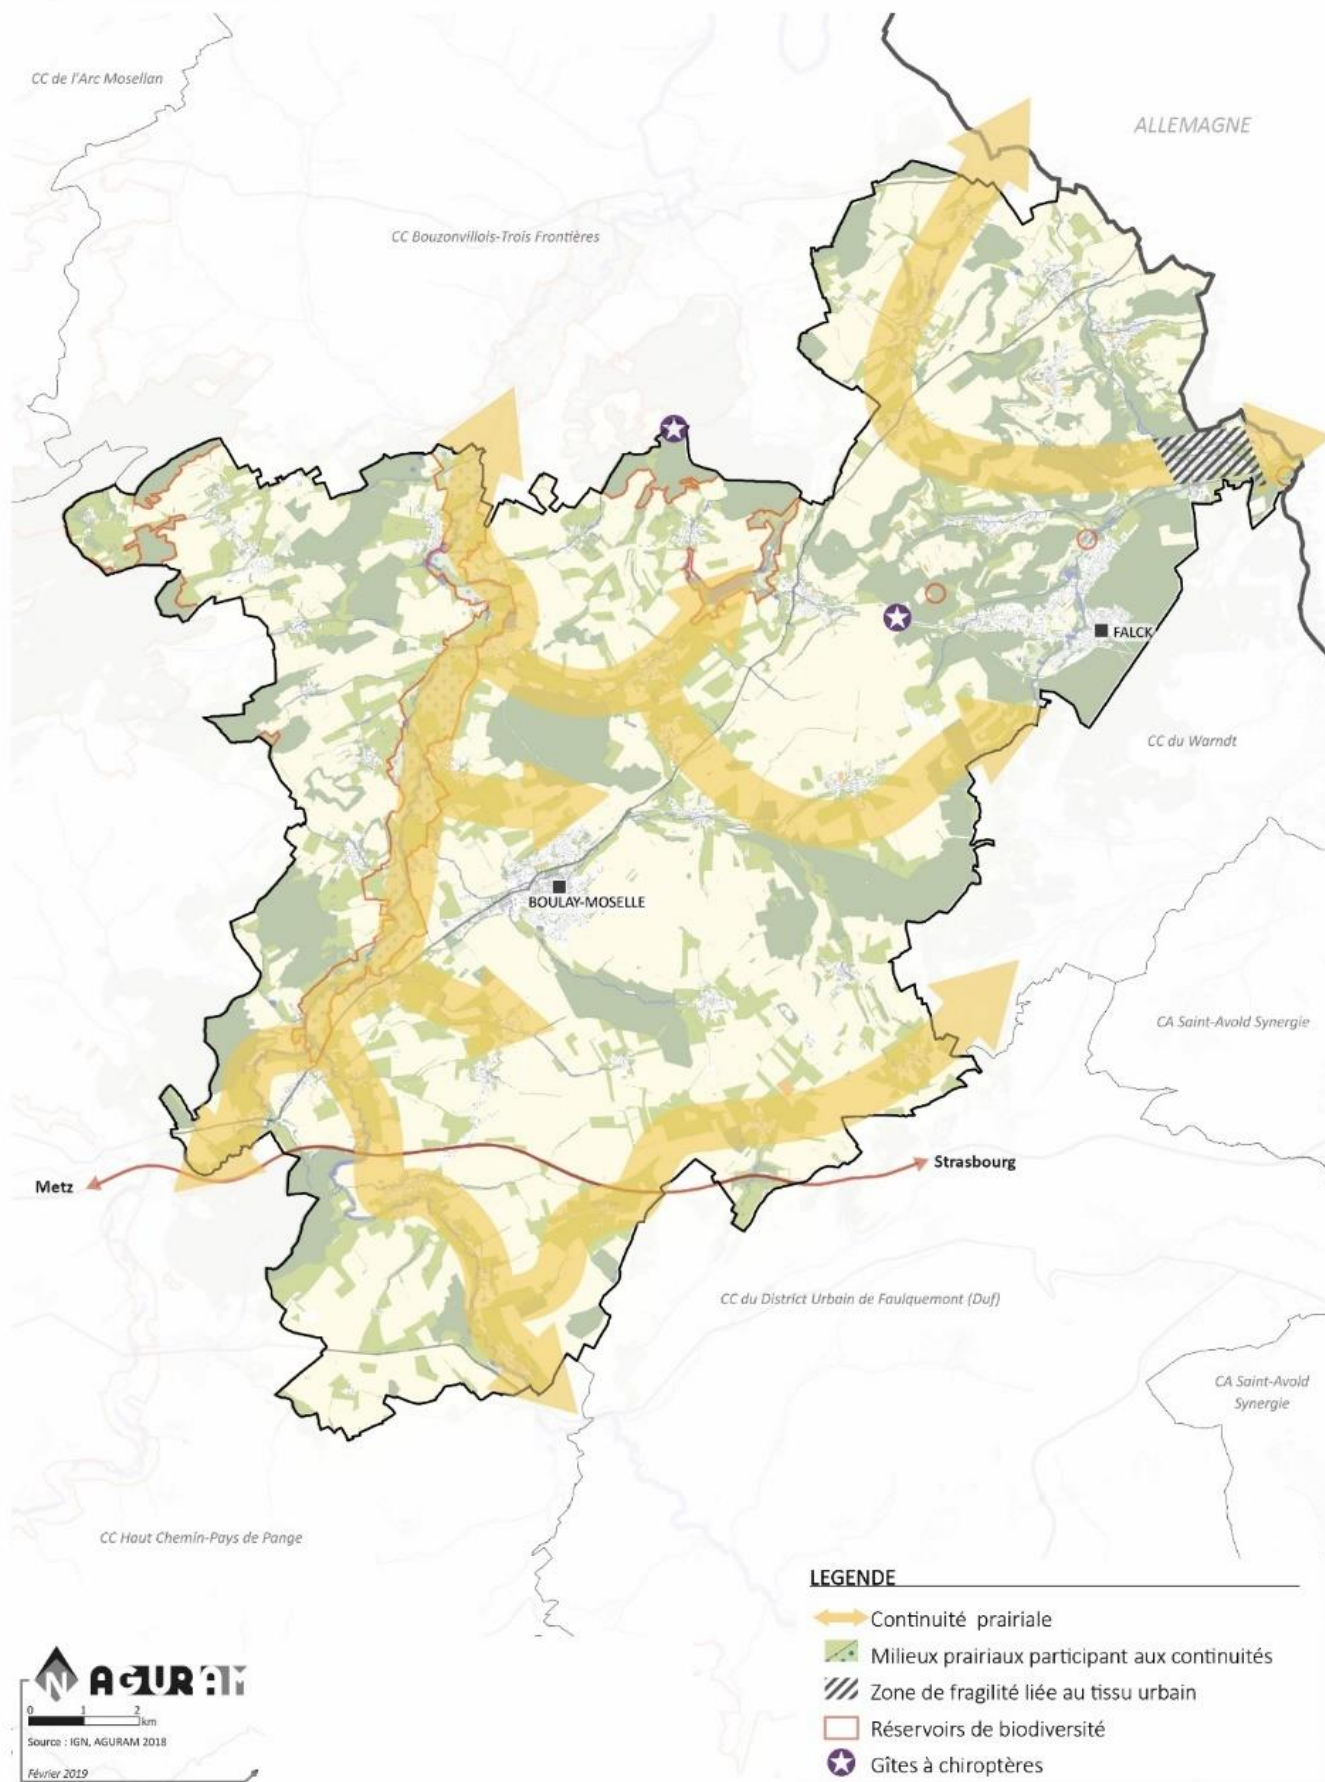 CC de l'Arc Mosellan
ALLEMAGNE
CC Bouzonvillois-Trois Frontières
FALCK
CC du Warndt
BOULAY-MOSELLE
CA Saint-Avold Synergie
Metz
Strasbourg
CC du District Urbain de Faulquemont (Duf)
CA Saint-Avold
Synergie
CC Haut Chemin-Pays de Pange
LEGENDE
Continuité prairiale
Milieux prairiaux participant aux continuités
Zone de fragilité liée au tissu urbain
Réservoirs de biodiversité
Gîtes à chiroptères
N AGURAM
0 1 2
km
Source : IGN, AGURAM 2018
Février 2019